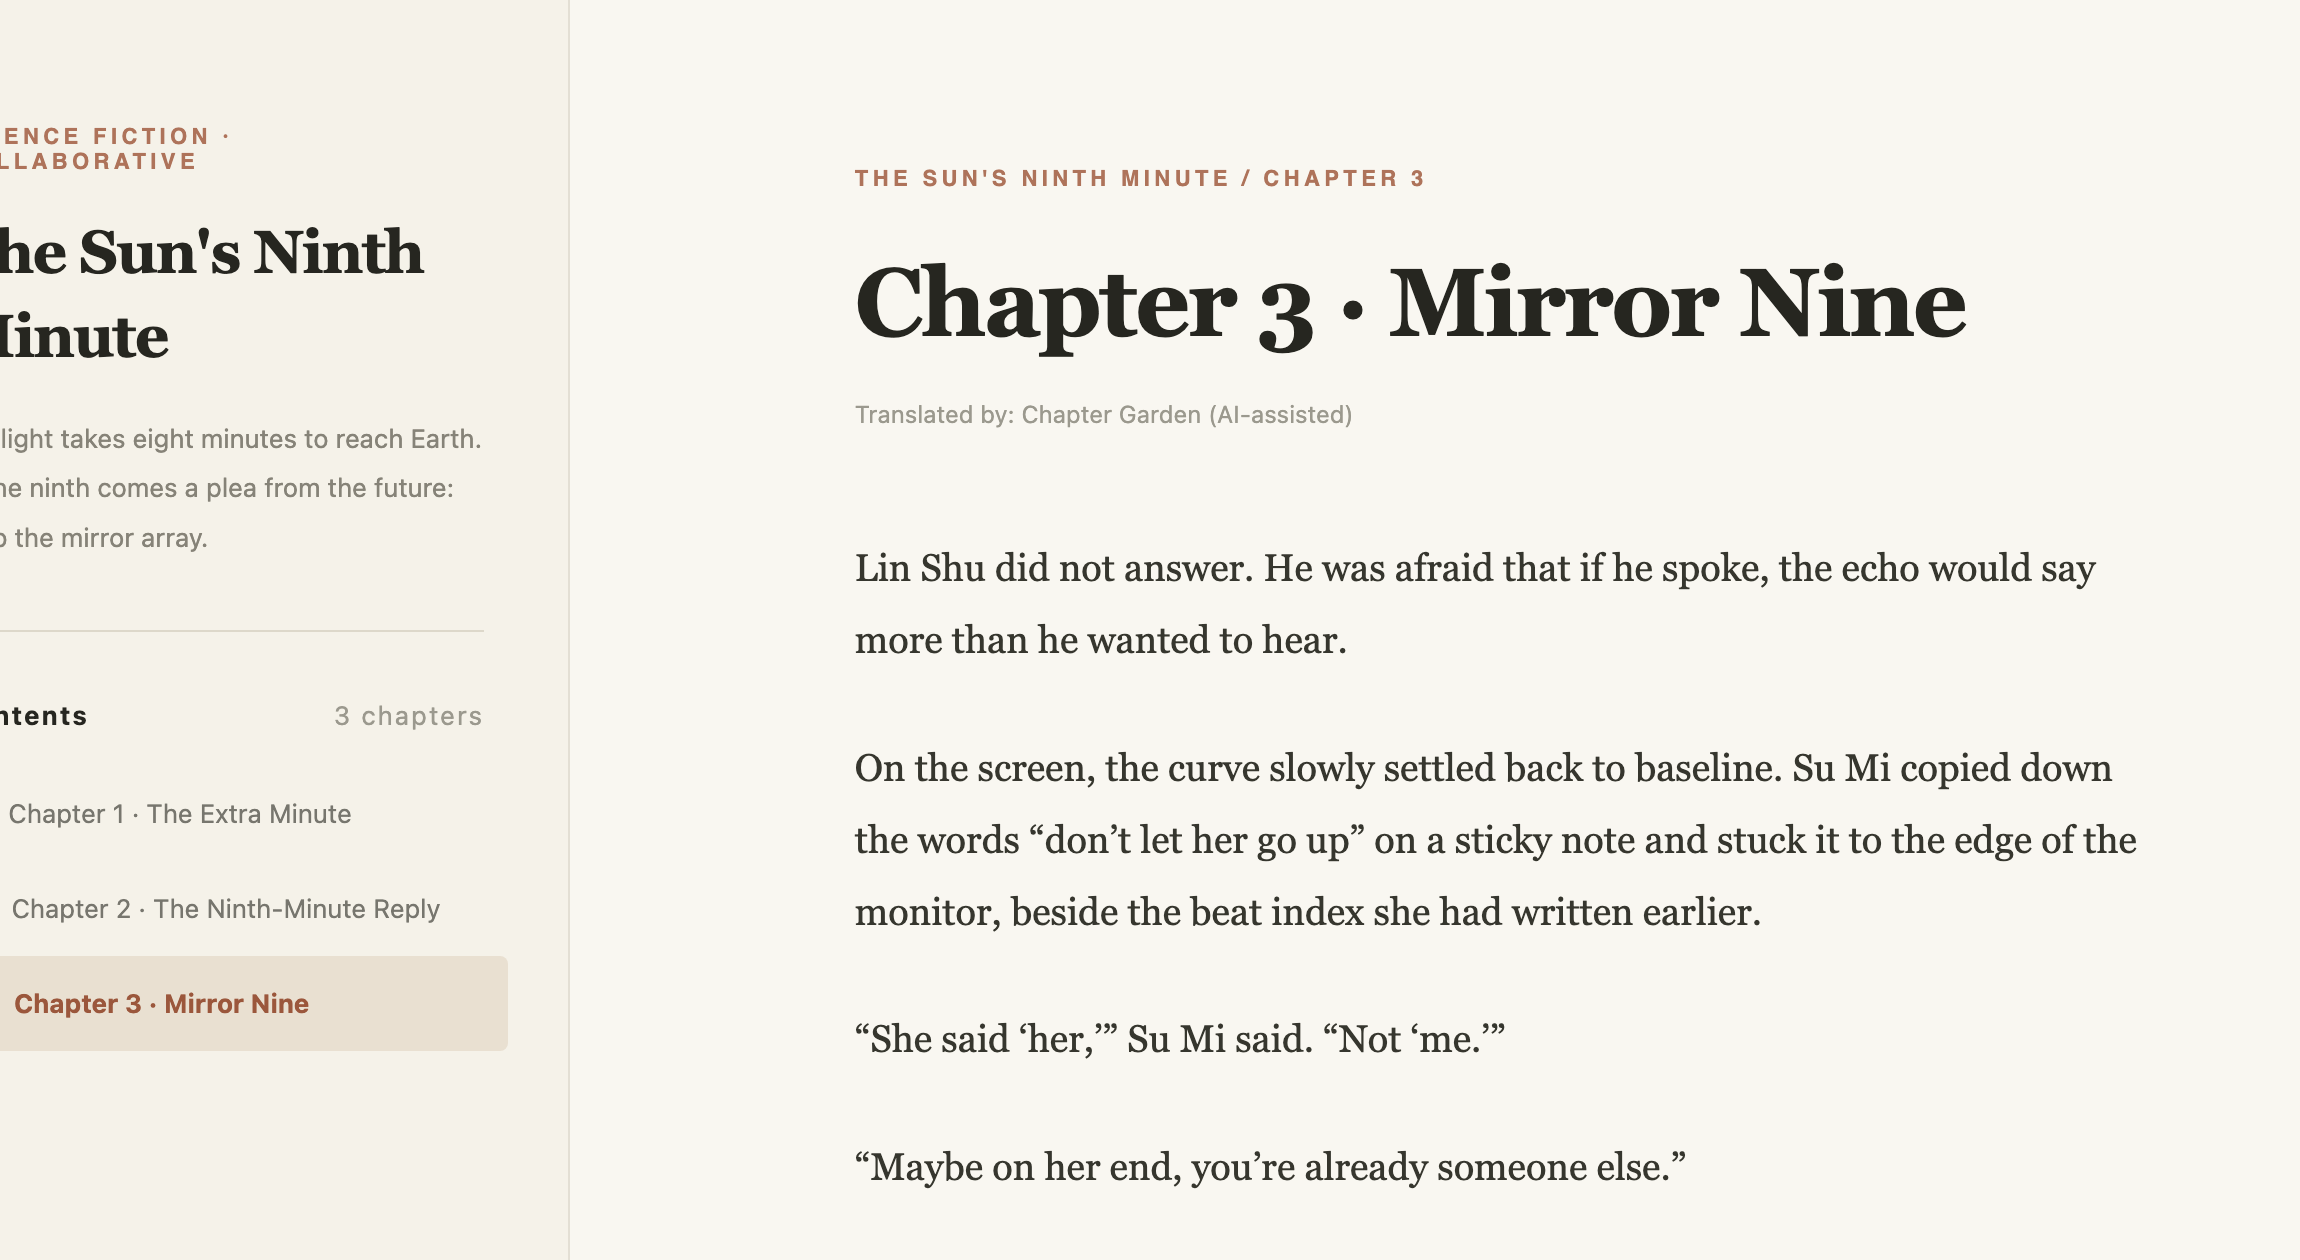 ENCE FICTION ·
LLABORATIVE
he Sun's Ninth
inute
light takes eight minutes to reach Earth.
ne ninth comes a plea from the future:
the mirror array.
ntents
3 chapters
Chapter 1 · The Extra Minute
Chapter 2 · The Ninth-Minute Reply
Chapter 3 · Mirror Nine
THE SUN'S NINTH MINUTE / CHAPTER 3
Chapter 3 · Mirror Nine
Translated by: Chapter Garden (AI-assisted)
Lin Shu did not answer. He was afraid that if he spoke, the echo would say
more than he wanted to hear.
On the screen, the curve slowly settled back to baseline. Su Mi copied down
the words “don’t let her go up” on a sticky note and stuck it to the edge of the
monitor, beside the beat index she had written earlier.
“She said ‘her,’” Su Mi said. “Not ‘me.’”
“Maybe on her end, you’re already someone else.”